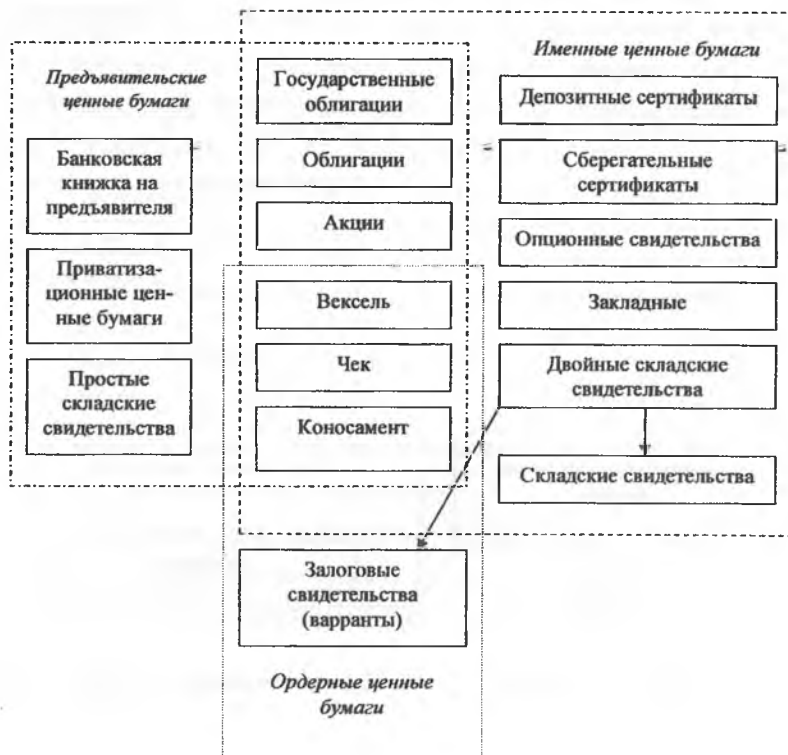 Предъявительские
ценные бумаги
Банковская
книжка на
предъявителя
Приватиза-
ционные цен-
ные бумаги
Простые
складские
свидетельства
Государственные
облигации
Облигации
Акции
Вексель
Чек
Коносамент
Именные ценные бумаги
Депозитные сертификаты
Сберегательные
сертификаты
Опционные свидетельства
Закладные
Двойные складские
свидетельства
Складские свидетельства
Залоговые
свидетельства
(варранты)
Ордерные ценные
бумаги